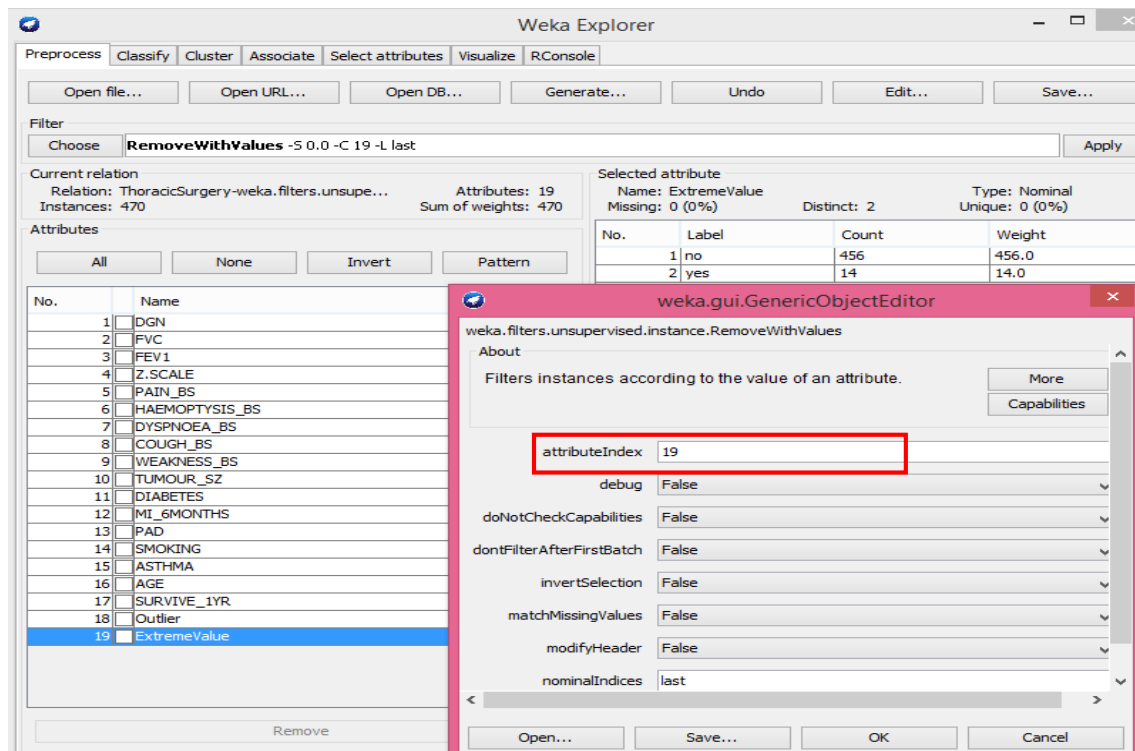 Weka Explorer
Preprocess Classify Cluster Associate Select attributes Visualize RConsole
Open file... Open URL... Open DB... Generate... Undo Edit... Save...
Filter
Choose RemoveWithValues -S 0.0 -C 19 -L last Apply
Current relation
Relation: ThoracicSurgery-weka.filters.unsupe... Attributes: 19
Instances: 470 Sum of weights: 470
Selected attribute
Name: ExtremeValue Type: Nominal
Missing: 0 (0%) Distinct: 2 Unique: 0 (0%)
No. Label Count Weight
1 no 456 456.0
2 yes 14 14.0
Attributes
All None Invert Pattern
No. Name
1 DGN
2 FVC
3 FEV1
4 Z.SCALE
5 PAIN_BS
6 HAEMOPTYSIS_BS
7 DYSPNOEA_BS
8 COUGH_BS
9 WEAKNESS_BS
10 TUMOUR_SZ
11 DIABETES
12 MI_6MONTHS
13 PAD
14 SMOKING
15 ASTHMA
16 AGE
17 SURVIVE_1YR
18 Outlier
19 ExtremeValue
Remove
weka.gui.GenericObjectEditor
weka.filters.unsupervised.instance.RemoveWithValues
About
Filters instances according to the value of an attribute.
More
Capabilities
attributeIndex 19
debug False
doNotCheckCapabilities False
dontFilterAfterFirstBatch False
invertSelection False
matchMissingValues False
modifyHeader False
nominalIndices last
Open... Save... OK Cancel